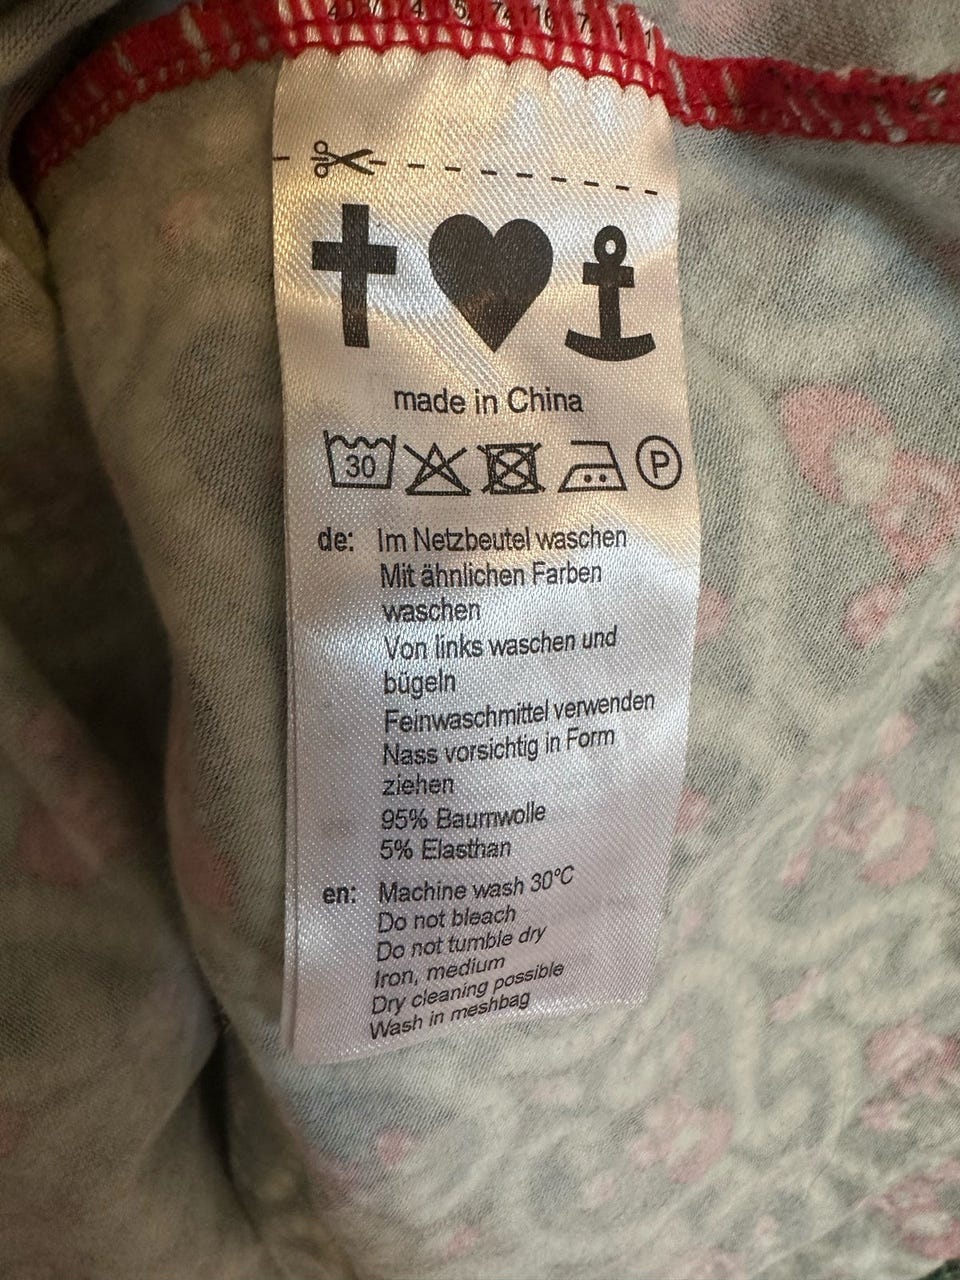 made in China
30 P
de: Im Netzbeutel waschen
Mit ähnlichen Farben
waschen
Von links waschen und
bügeln
Feinwaschmittel verwenden
Nass vorsichtig in Form
ziehen
95% Baumwolle
5% Elasthan
en: Machine wash 30°C
Do not bleach
Do not tumble dry
Iron, medium
Dry cleaning possible
Wash in meshbag